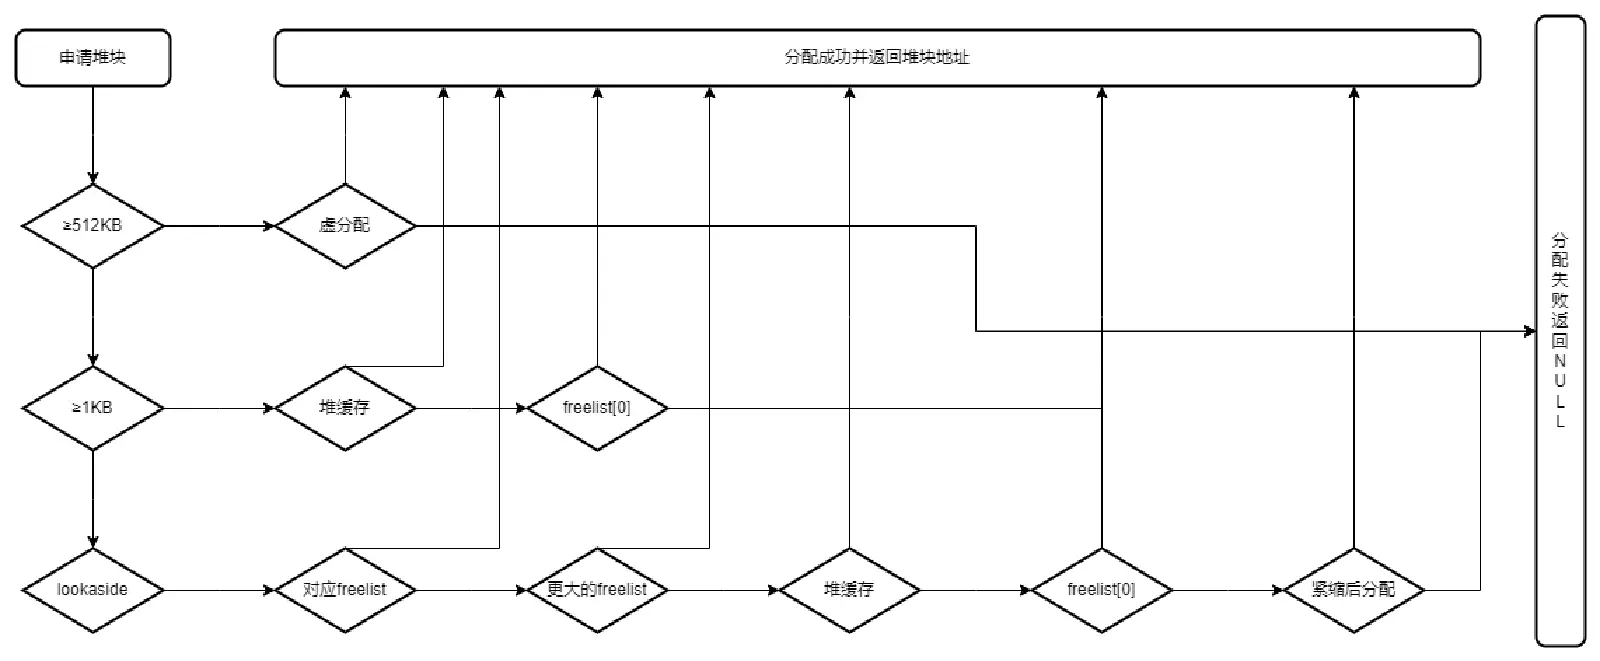 申请堆块
分配成功并返回堆块地址
≥512KB
虚分配
分配失败返回NULL
≥1KB
堆缓存
freelist[0]
lookaside
对应freelist
更大的freelist
堆缓存
freelist[0]
紧缩后分配